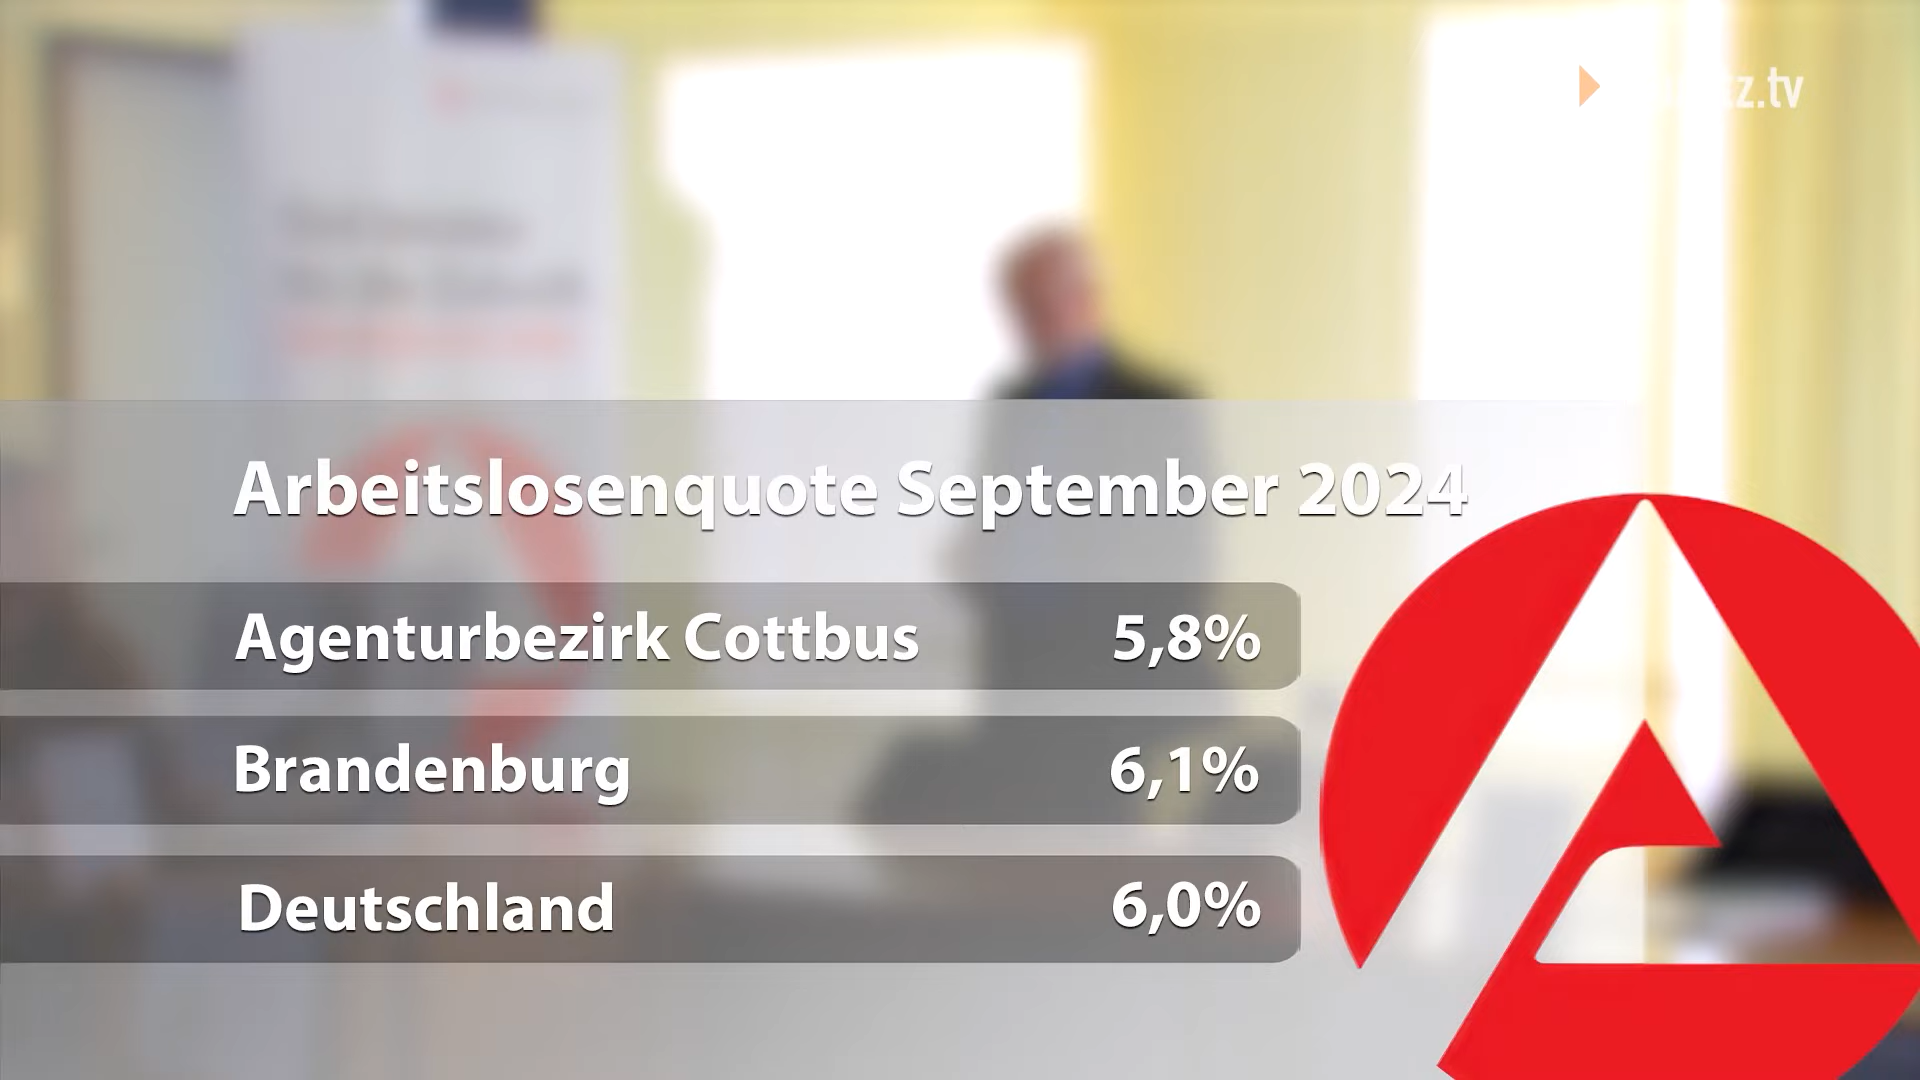 Arbeitslosenquote September 2024
Agenturbezirk Cottbus 5,8%
Brandenburg 6,1%
Deutschland 6,0%